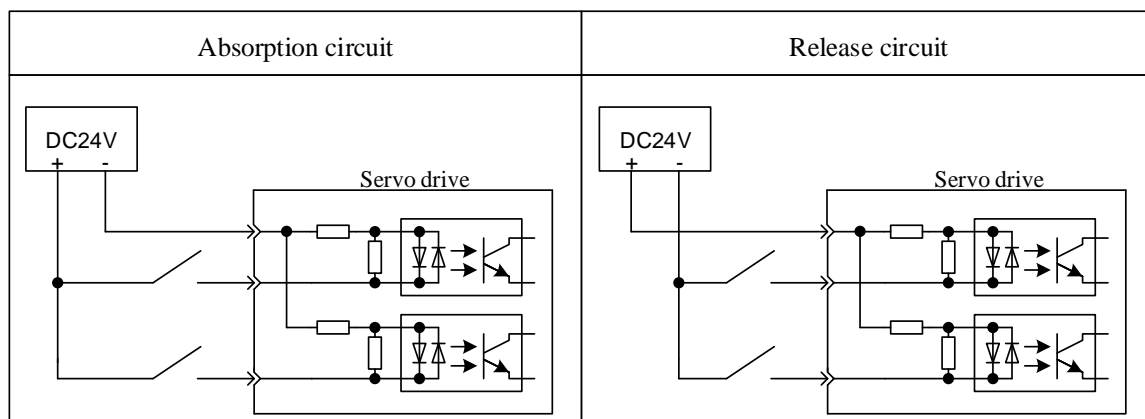 Absorption circuit
Release circuit
DC24V
+ -
Servo drive
DC24V
+ -
Servo drive